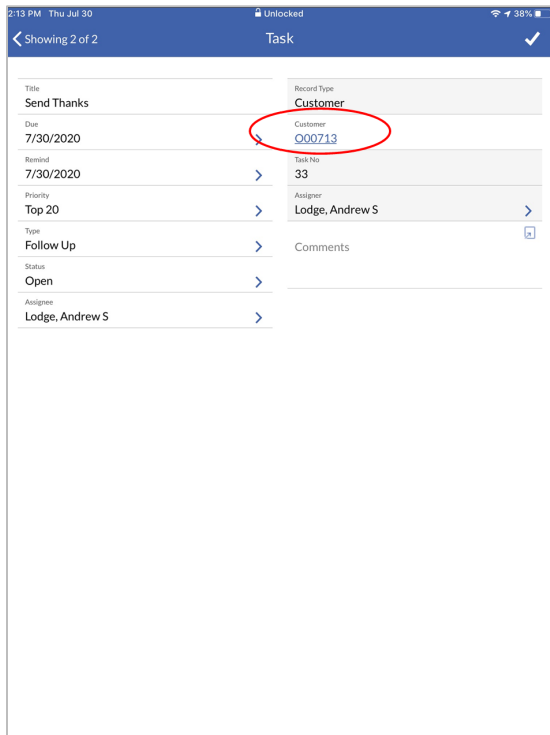 2:13 PM Thu Jul 30
Unlocked
38%
Showing 2 of 2
Task
Title
Send Thanks
Due
7/30/2020
Remind
7/30/2020
Priority
Top 20
Type
Follow Up
Status
Open
Assignee
Lodge, Andrew S
Record Type
Customer
Customer
O00713
Task No
33
Assigner
Lodge, Andrew S
Comments